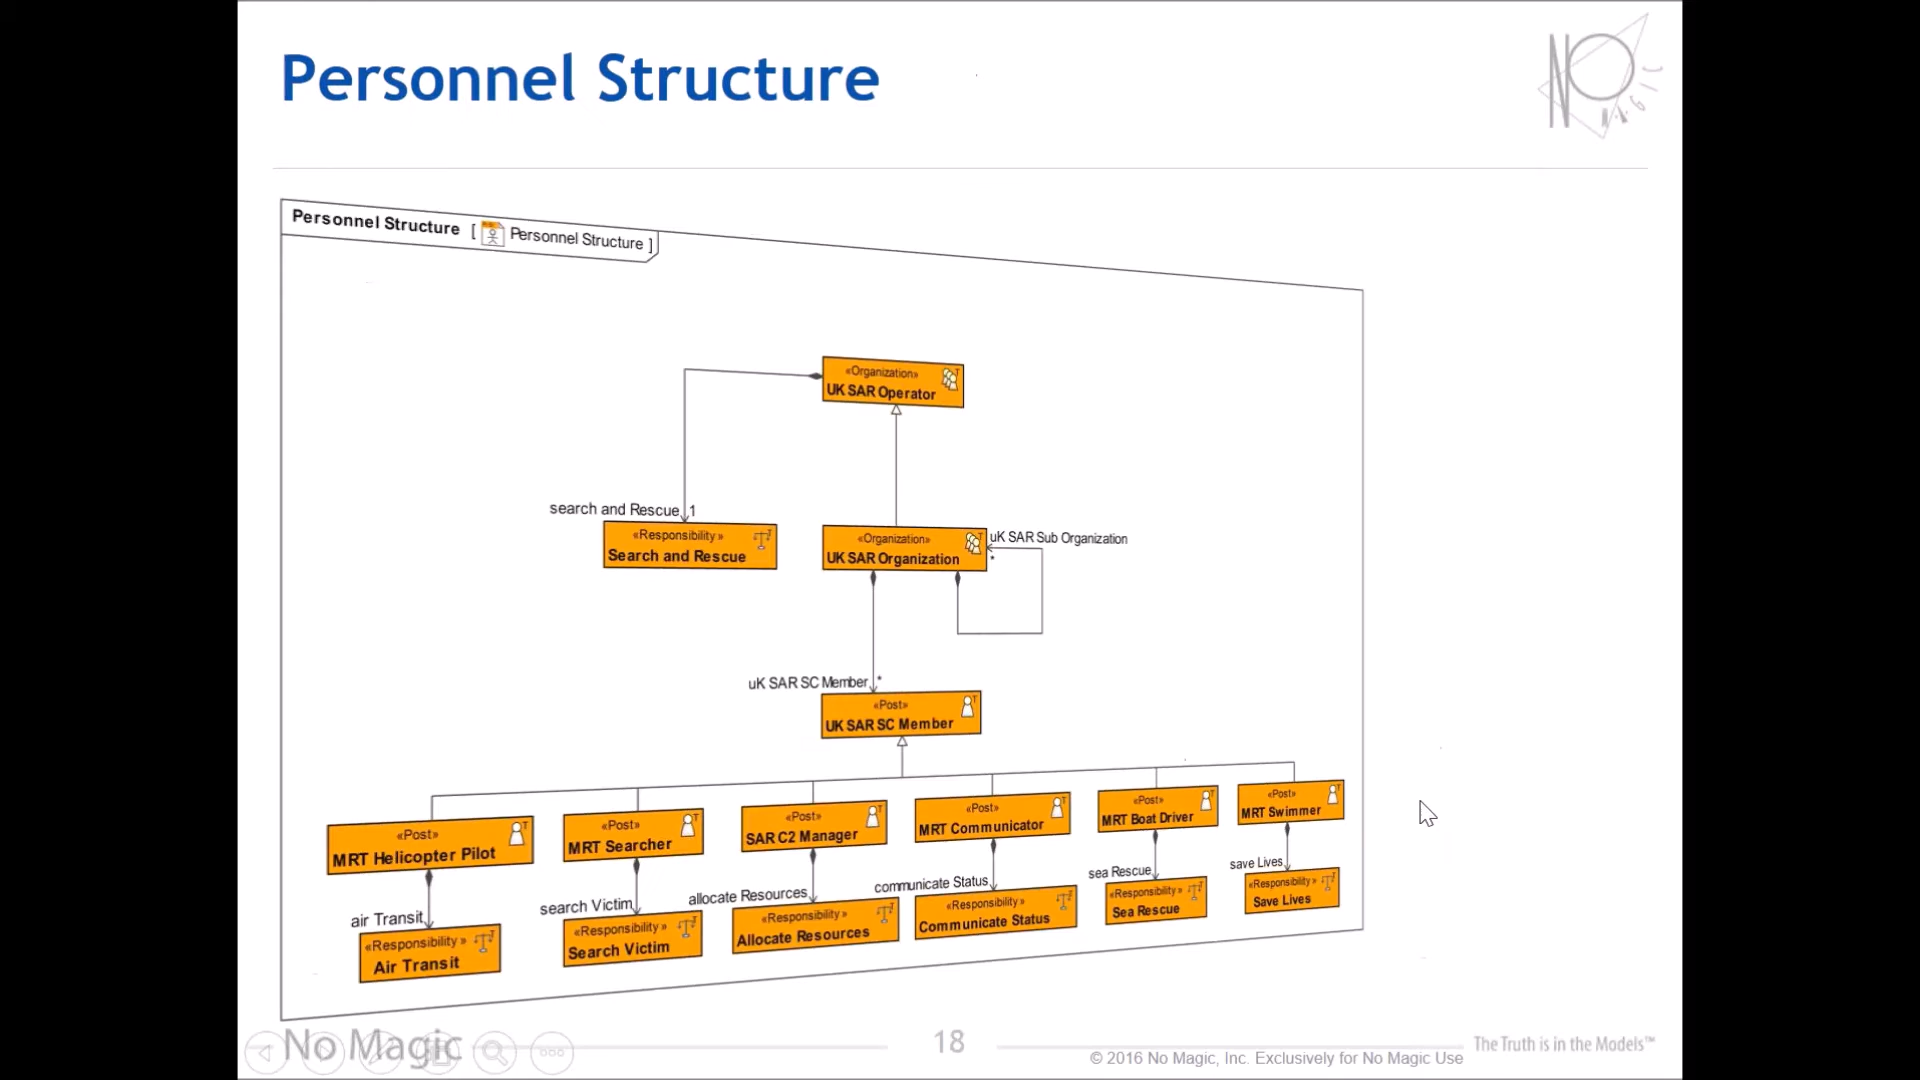 Personnel Structure
NO MAGIC
Personnel Structure [ Personnel Structure ]
«Organization»
UK SAR Operator
search and Rescue 1
«Responsibility»
Search and Rescue
«Organization»
UK SAR Organization
uK SAR Sub Organization
*
uK SAR SC Member *
«Post»
UK SAR SC Member
«Post»
MRT Helicopter Pilot
«Post»
MRT Searcher
«Post»
SAR C2 Manager
«Post»
MRT Communicator
«Post»
MRT Boat Driver
«Post»
MRT Swimmer
air Transit
search Victim
allocate Resources
communicate Status
sea Rescue
save Lives
«Responsibility»
Air Transit
«Responsibility»
Search Victim
«Responsibility»
Allocate Resources
«Responsibility»
Communicate Status
«Responsibility»
Sea Rescue
«Responsibility»
Save Lives
No Magic
18
© 2016 No Magic, Inc. Exclusively for No Magic Use
The Truth is in the Models™